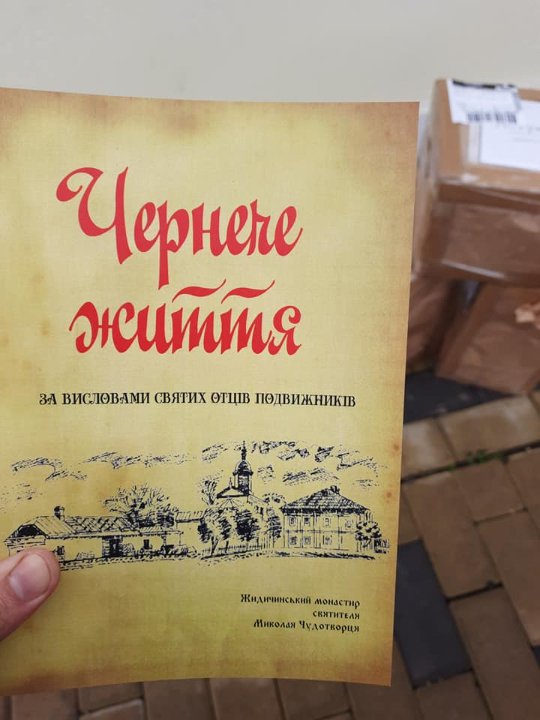 Чернече
життя
ЗА ВИСЛОВАМИ СВЯТИХ ОТЦІВ ПОДВИЖНИКІВ
Жидичинський монастир
святителя
Миколая Чудотворця